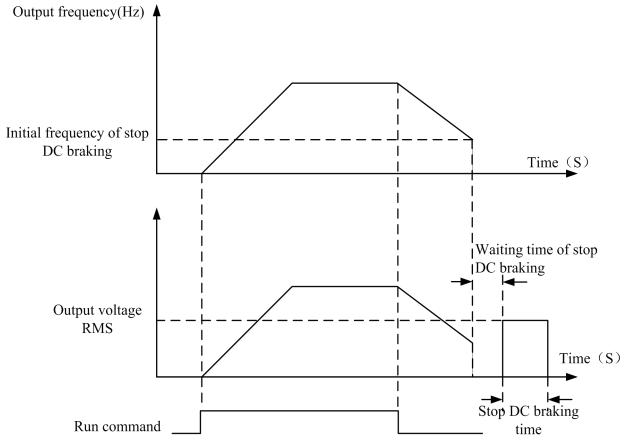 Output frequency(Hz)
Initial frequency of stop
DC braking
Time（S）
Waiting time of stop
DC braking
Output voltage
RMS
Time（S）
Stop DC braking
time
Run command